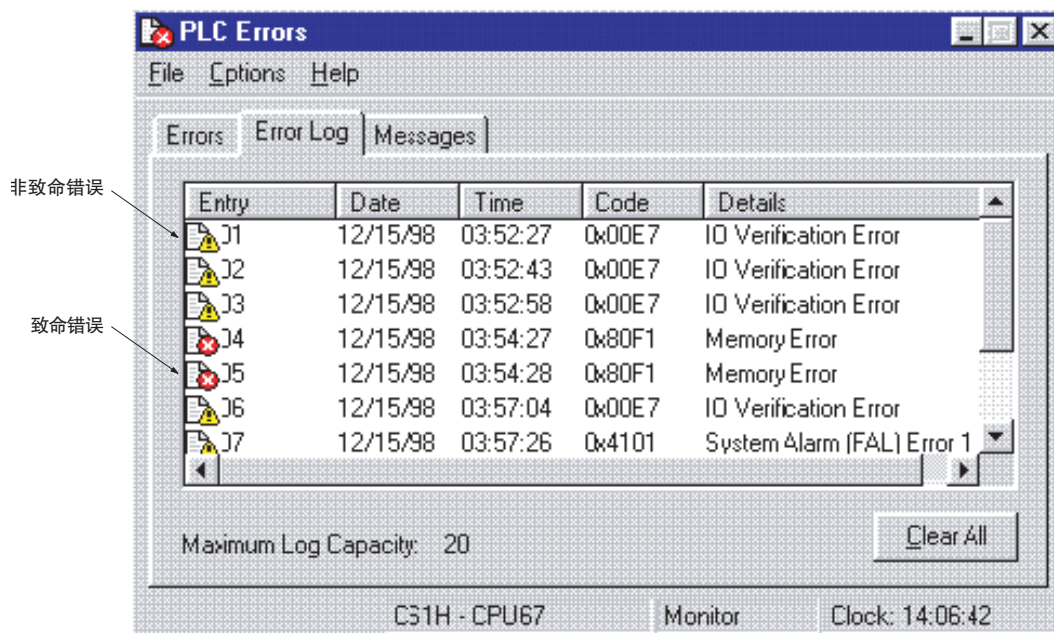 PLC Errors
File Options Help
Errors Error Log Messages
非致命错误
Entry Date Time Code Details
01 12/15/98 03:52:27 0x00E7 IO Verification Error
02 12/15/98 03:52:43 0x00E7 IO Verification Error
03 12/15/98 03:52:58 0x00E7 IO Verification Error
致命错误
04 12/15/98 03:54:27 0x80F1 Memory Error
05 12/15/98 03:54:28 0x80F1 Memory Error
06 12/15/98 03:57:04 0x00E7 IO Verification Error
07 12/15/98 03:57:26 0x4101 System Alarm (FAL) Error 1
Maximum Log Capacity: 20
Clear All
CS1H - CPU67 Monitor Clock: 14:06:42